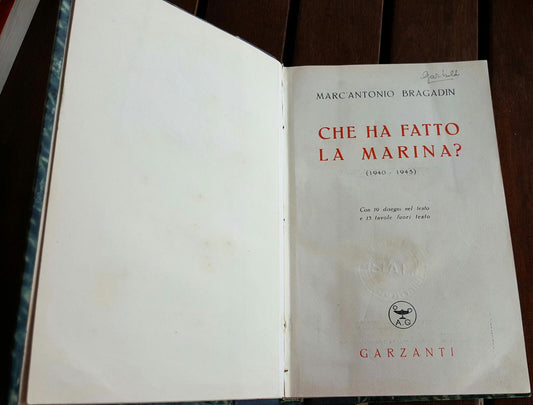 MARC'ANTONIO BRAGADIN
CHE HA FATTO
LA MARINA?
(1940 - 1945)
Con 19 disegni nel testo
e 35 tavole fuori testo
A G
GARZANTI